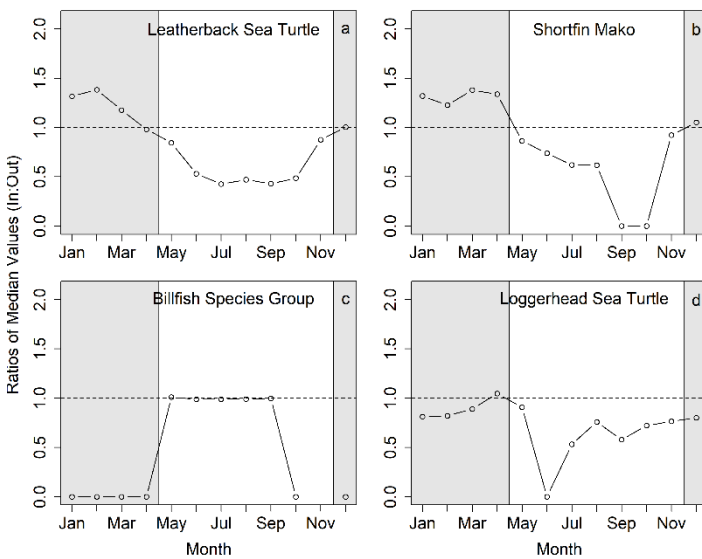 Ratios of Median Values (In:Out)
Leatherback Sea Turtle a
2.0
1.5
1.0
0.5
0.0
Jan Mar May Jul Sep Nov
Shortfin Mako b
2.0
1.5
1.0
0.5
0.0
Jan Mar May Jul Sep Nov
Billfish Species Group c
2.0
1.5
1.0
0.5
0.0
Jan Mar May Jul Sep Nov
Month
Loggerhead Sea Turtle d
2.0
1.5
1.0
0.5
0.0
Jan Mar May Jul Sep Nov
Month